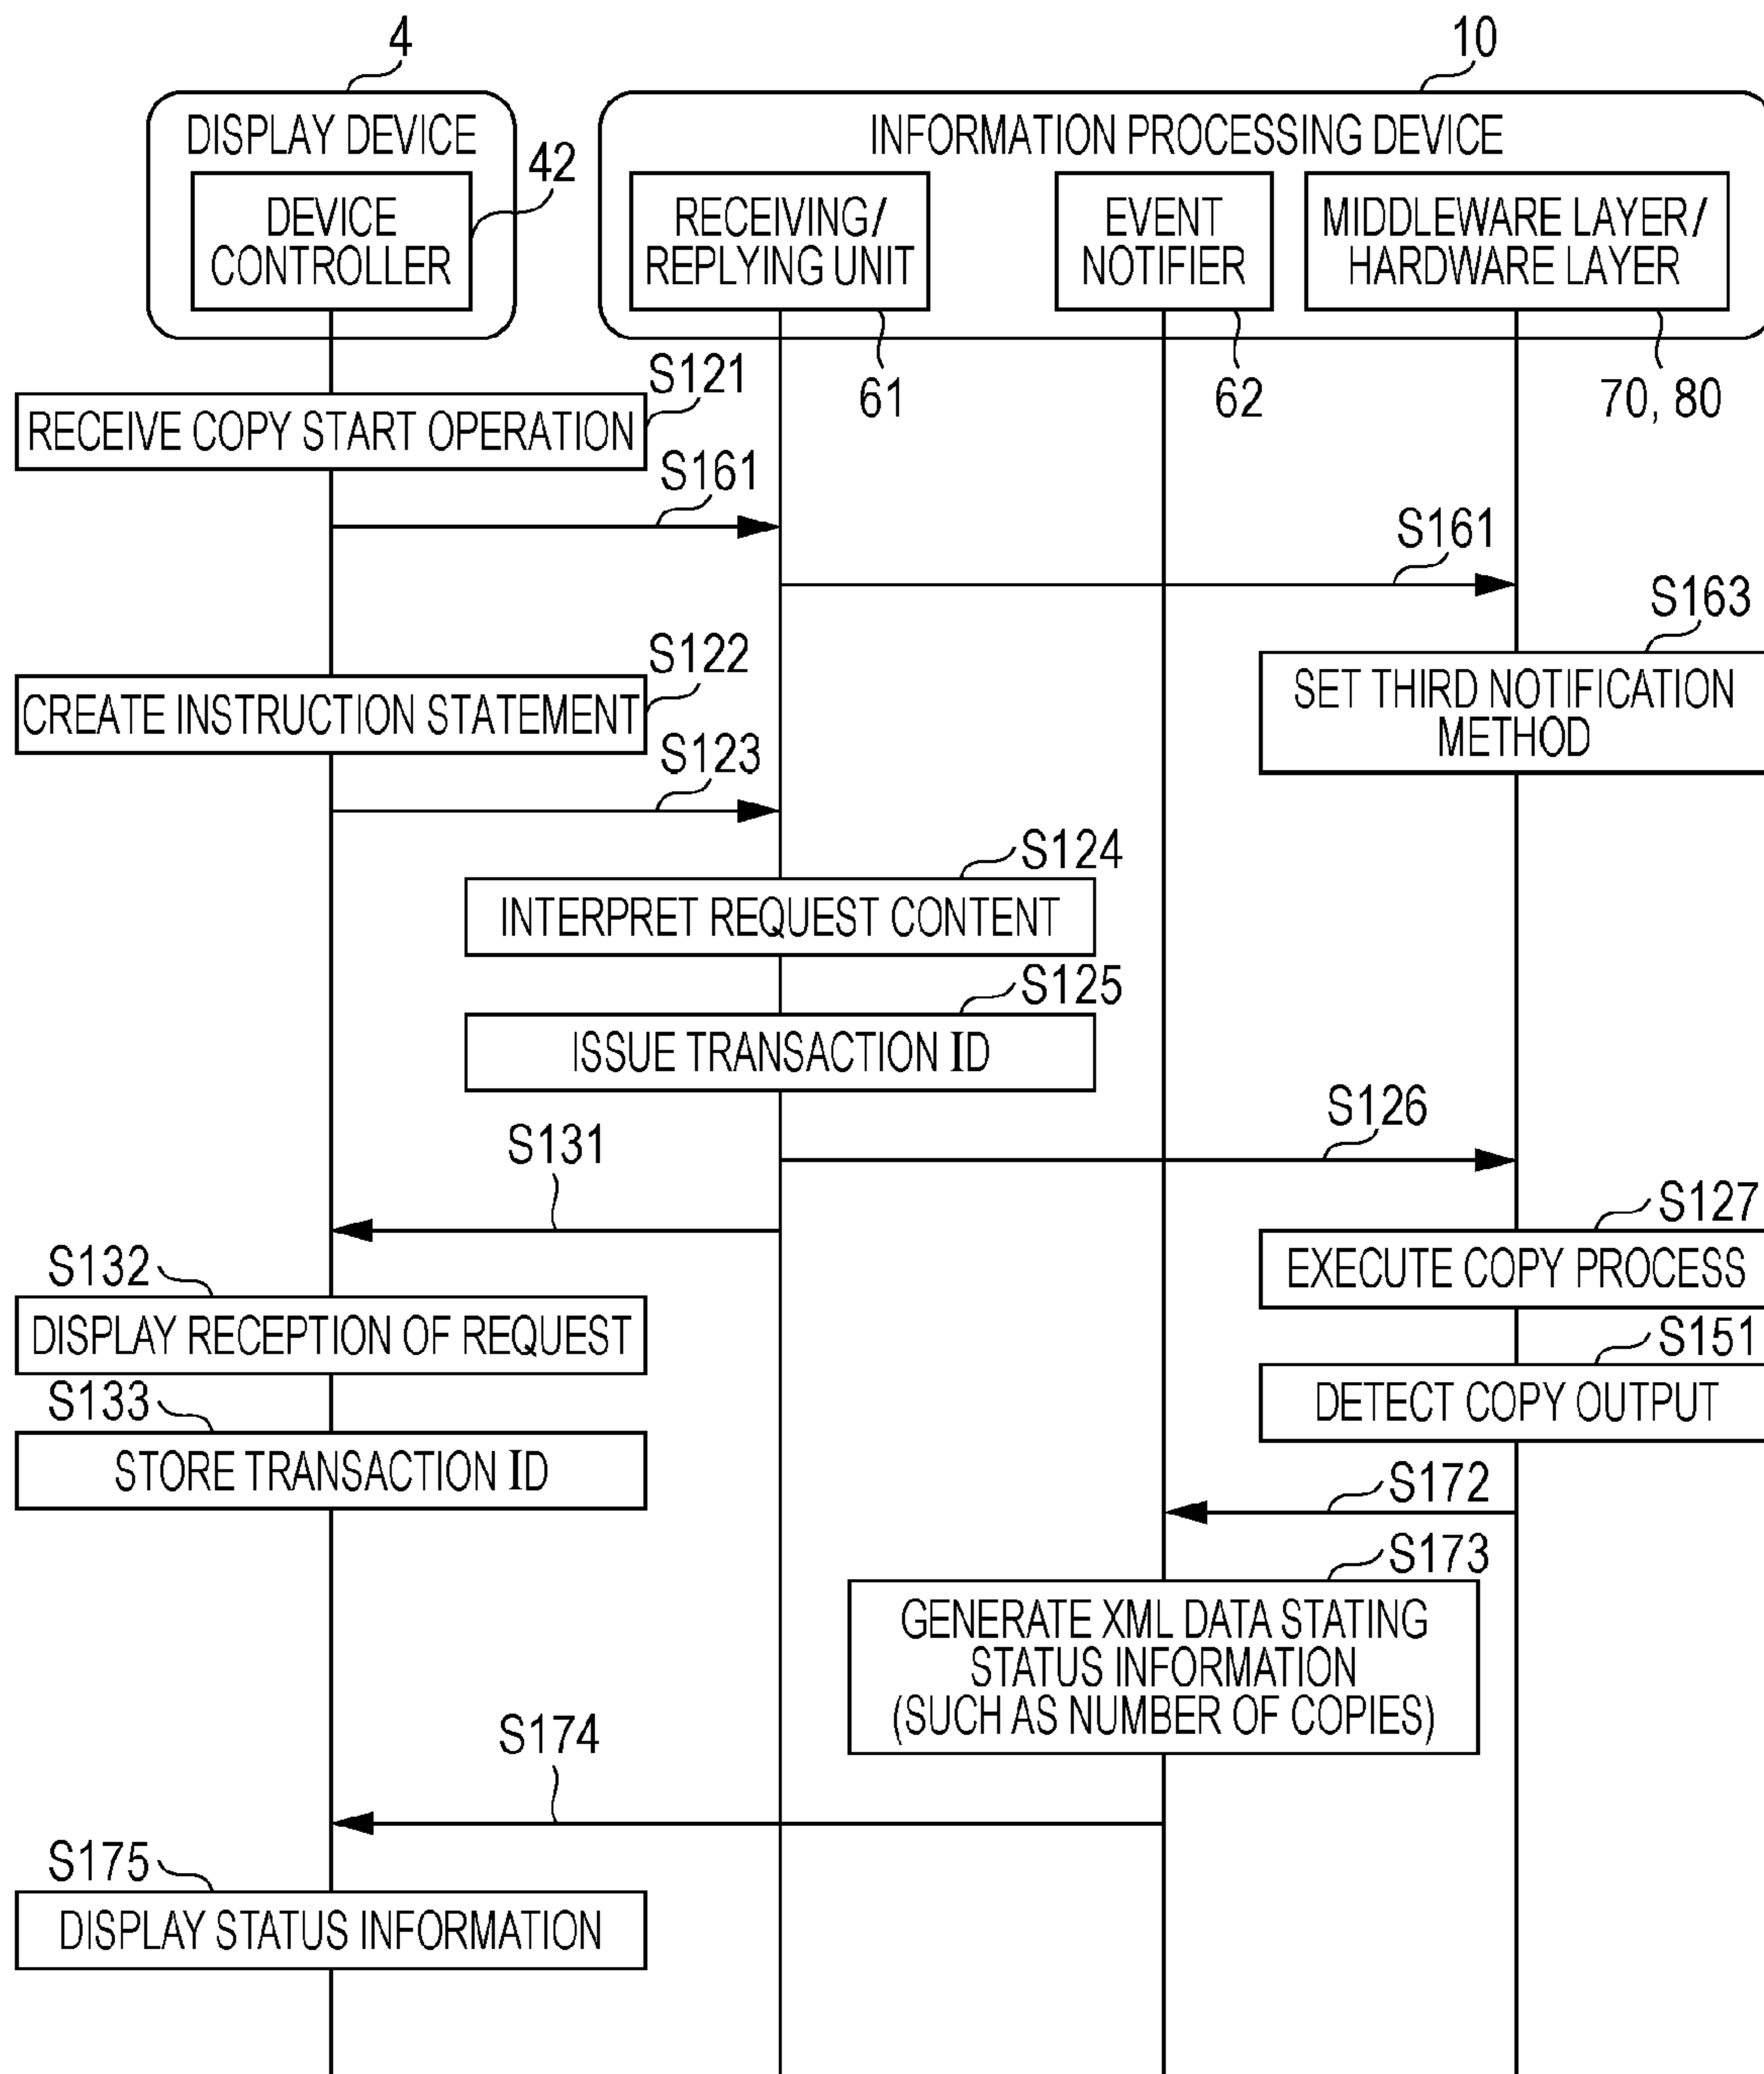 4
10
DISPLAY DEVICE
INFORMATION PROCESSING DEVICE
42
DEVICE
CONTROLLER
RECEIVING/
REPLYING UNIT
EVENT
NOTIFIER
MIDDLEWARE LAYER/
HARDWARE LAYER
61
62
70, 80
S121
RECEIVE COPY START OPERATION
S161
S161
S163
SET THIRD NOTIFICATION
METHOD
S122
CREATE INSTRUCTION STATEMENT
S123
S124
INTERPRET REQUEST CONTENT
S125
ISSUE TRANSACTION ID
S126
S131
S127
EXECUTE COPY PROCESS
S132
DISPLAY RECEPTION OF REQUEST
S151
DETECT COPY OUTPUT
S133
STORE TRANSACTION ID
S172
S173
GENERATE XML DATA STATING
STATUS INFORMATION
(SUCH AS NUMBER OF COPIES)
S174
S175
DISPLAY STATUS INFORMATION